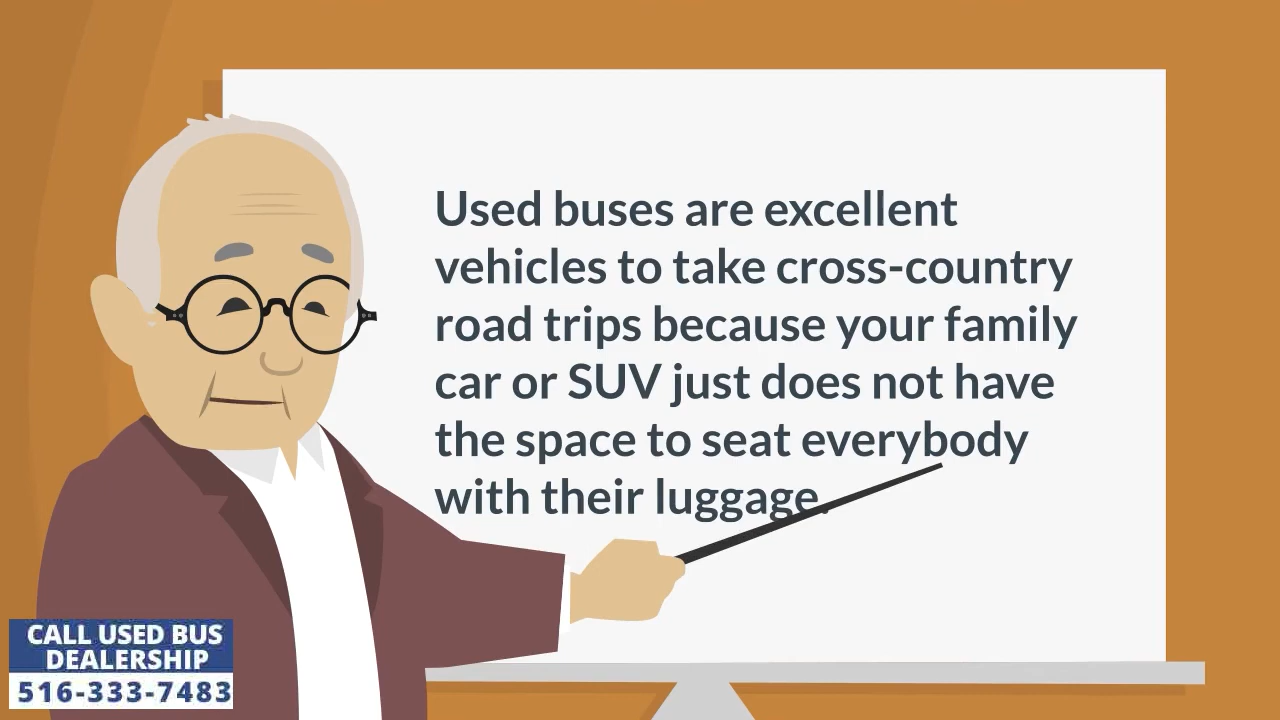 Used buses are excellent
vehicles to take cross-country
road trips because your family
car or SUV just does not have
the space to seat everybody
with their luggage.
CALL USED BUS
DEALERSHIP
516-333-7483